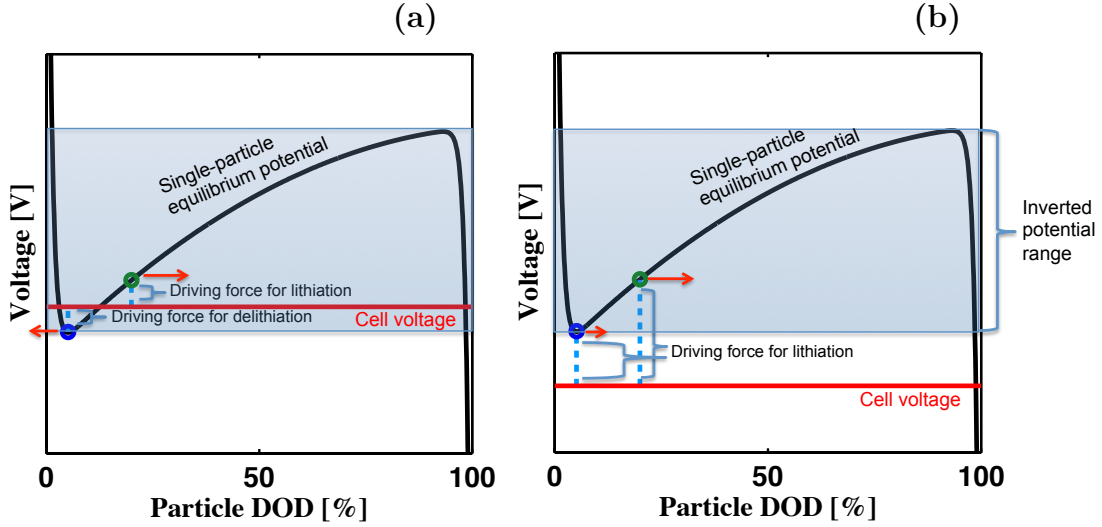 (a)
Voltage [V]
Single-particle
equilibrium potential
Driving force for lithiation
Driving force for delithiation
Cell voltage
0
50
100
Particle DOD [%]
(b)
Voltage [V]
Single-particle
equilibrium potential
Inverted
potential
range
Driving force for lithiation
Cell voltage
0
50
100
Particle DOD [%]